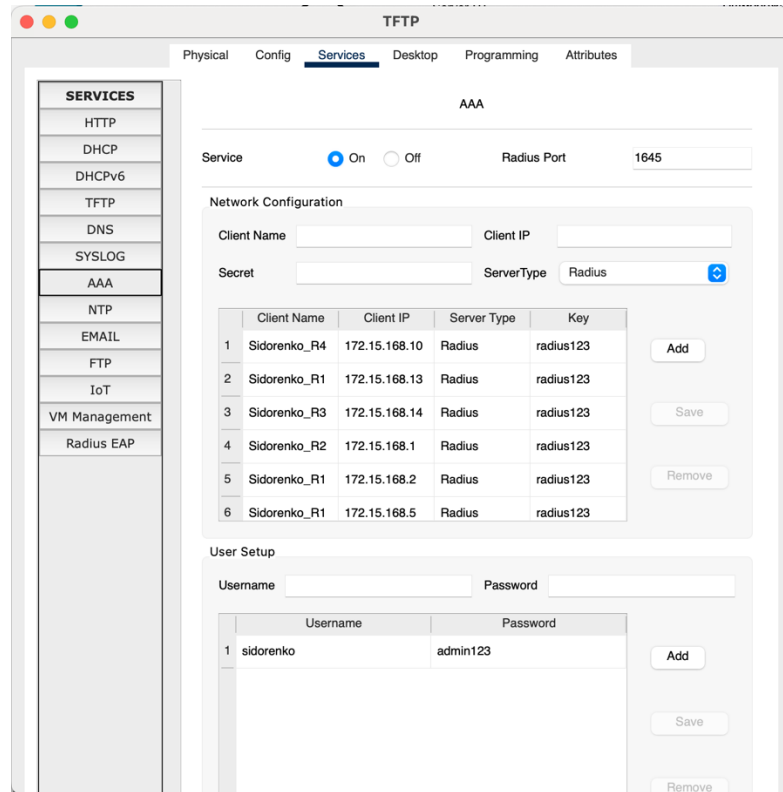 TFTP
Physical Config Services Desktop Programming Attributes
SERVICES
HTTP
DHCP
DHCPv6
TFTP
DNS
SYSLOG
AAA
NTP
EMAIL
FTP
IoT
VM Management
Radius EAP
AAA
Service On Off Radius Port 1645
Network Configuration
Client Name Client IP
Secret ServerType Radius
Client Name Client IP Server Type Key
1 Sidorenko_R4 172.15.168.10 Radius radius123
2 Sidorenko_R1 172.15.168.13 Radius radius123
3 Sidorenko_R3 172.15.168.14 Radius radius123
4 Sidorenko_R2 172.15.168.1 Radius radius123
5 Sidorenko_R1 172.15.168.2 Radius radius123
6 Sidorenko_R1 172.15.168.5 Radius radius123
Add
Save
Remove
User Setup
Username Password
Username Password
1 sidorenko admin123
Add
Save
Remove